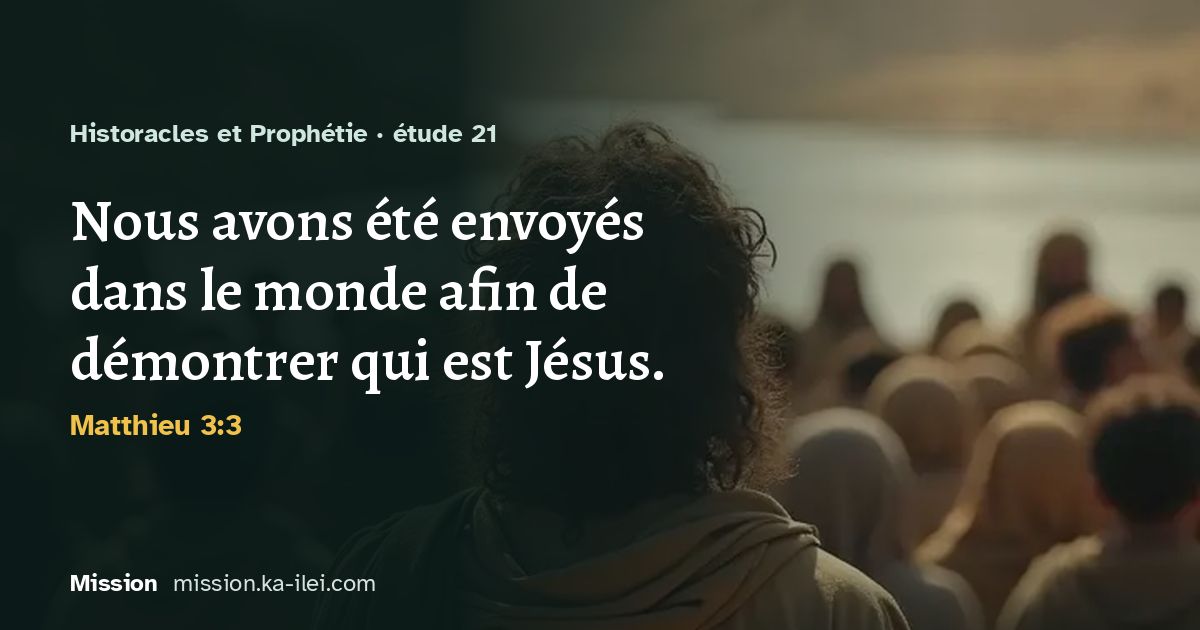 Historacles et Prophétie · étude 21
Nous avons été envoyés
dans le monde afin de
démontrer qui est Jésus.
Matthieu 3:3
Mission mission.ka-ilei.com